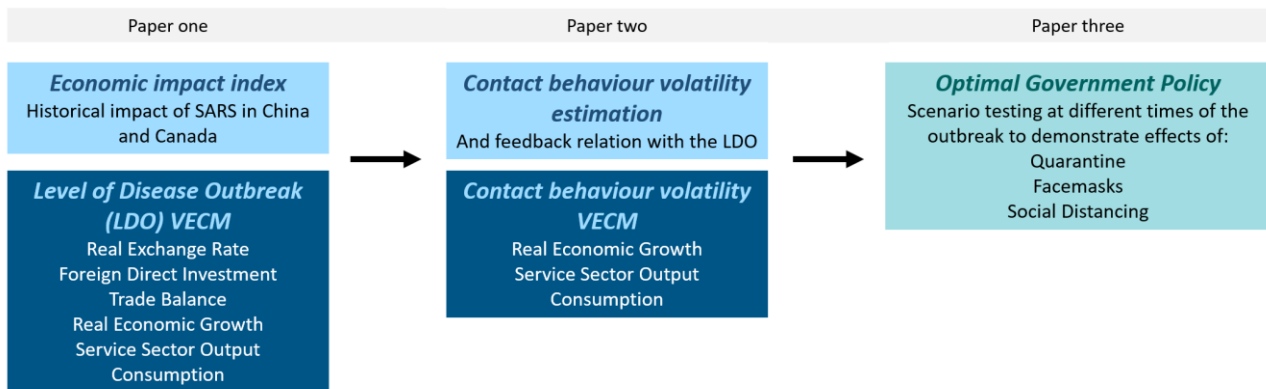 Paper one
Paper two
Paper three
Economic impact index
Historical impact of SARS in China
and Canada
Level of Disease Outbreak
(LDO) VECM
Real Exchange Rate
Foreign Direct Investment
Trade Balance
Real Economic Growth
Service Sector Output
Consumption
Contact behaviour volatility
estimation
And feedback relation with the LDO
Contact behaviour volatility
VECM
Real Economic Growth
Service Sector Output
Consumption
Optimal Government Policy
Scenario testing at different times of the
outbreak to demonstrate effects of:
Quarantine
Facemasks
Social Distancing